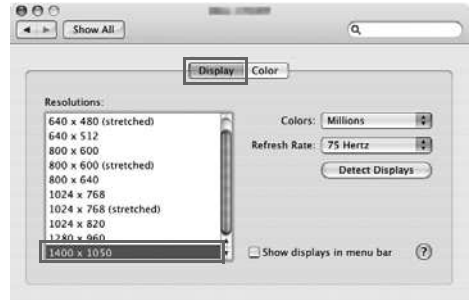 Show All
Display Color
Resolutions:
640 x 480 (stretched)
640 x 512
800 x 600
800 x 600 (stretched)
800 x 640
1024 x 768
1024 x 768 (stretched)
1024 x 820
1280 x 960
1400 x 1050
Colors: Millions
Refresh Rate: 75 Hertz
Detect Displays
Show displays in menu bar ?